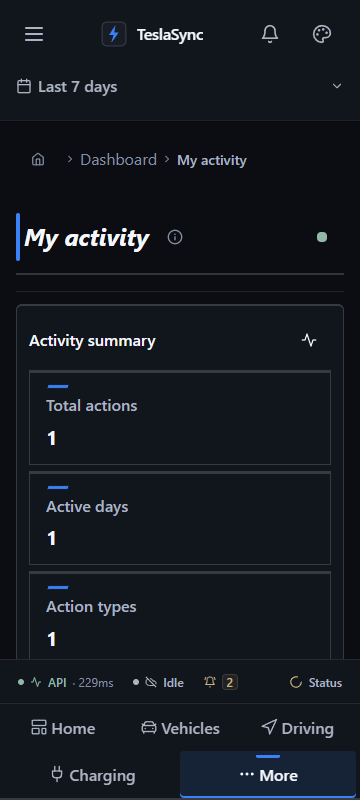 TeslaSync
Last 7 days
Dashboard My activity
My activity
Activity summary
Total actions
1
Active days
1
Action types
1
API · 229ms Idle 2 Status
Home Vehicles Driving
Charging More